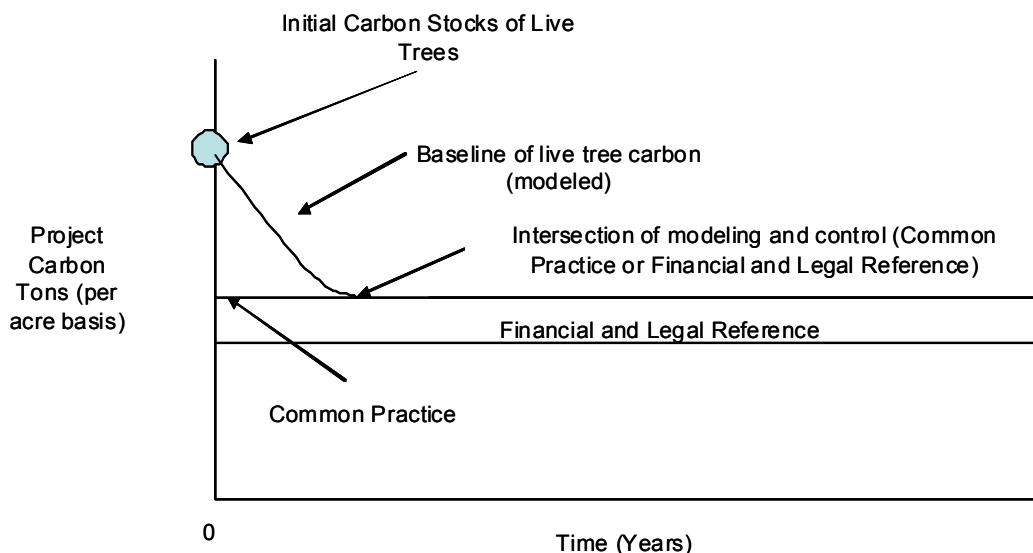 Initial Carbon Stocks of Live
Trees
Baseline of live tree carbon
(modeled)
Project
Carbon
Tons (per
acre basis)
Intersection of modeling and control (Common
Practice or Financial and Legal Reference)
Financial and Legal Reference
Common Practice
0
Time (Years)